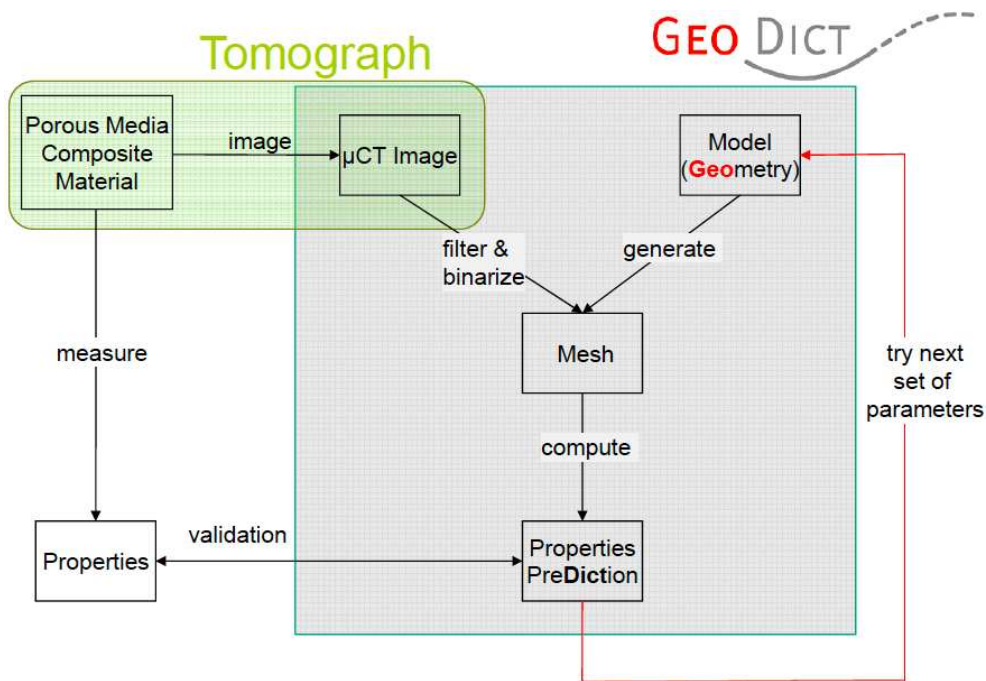 GEO DICT
Tomograph
Porous Media
Composite
Material
image
µCT Image
Model
(Geometry)
filter &
binarize
generate
Mesh
measure
try next
set of
parameters
compute
Properties
validation
Properties
PreDiction